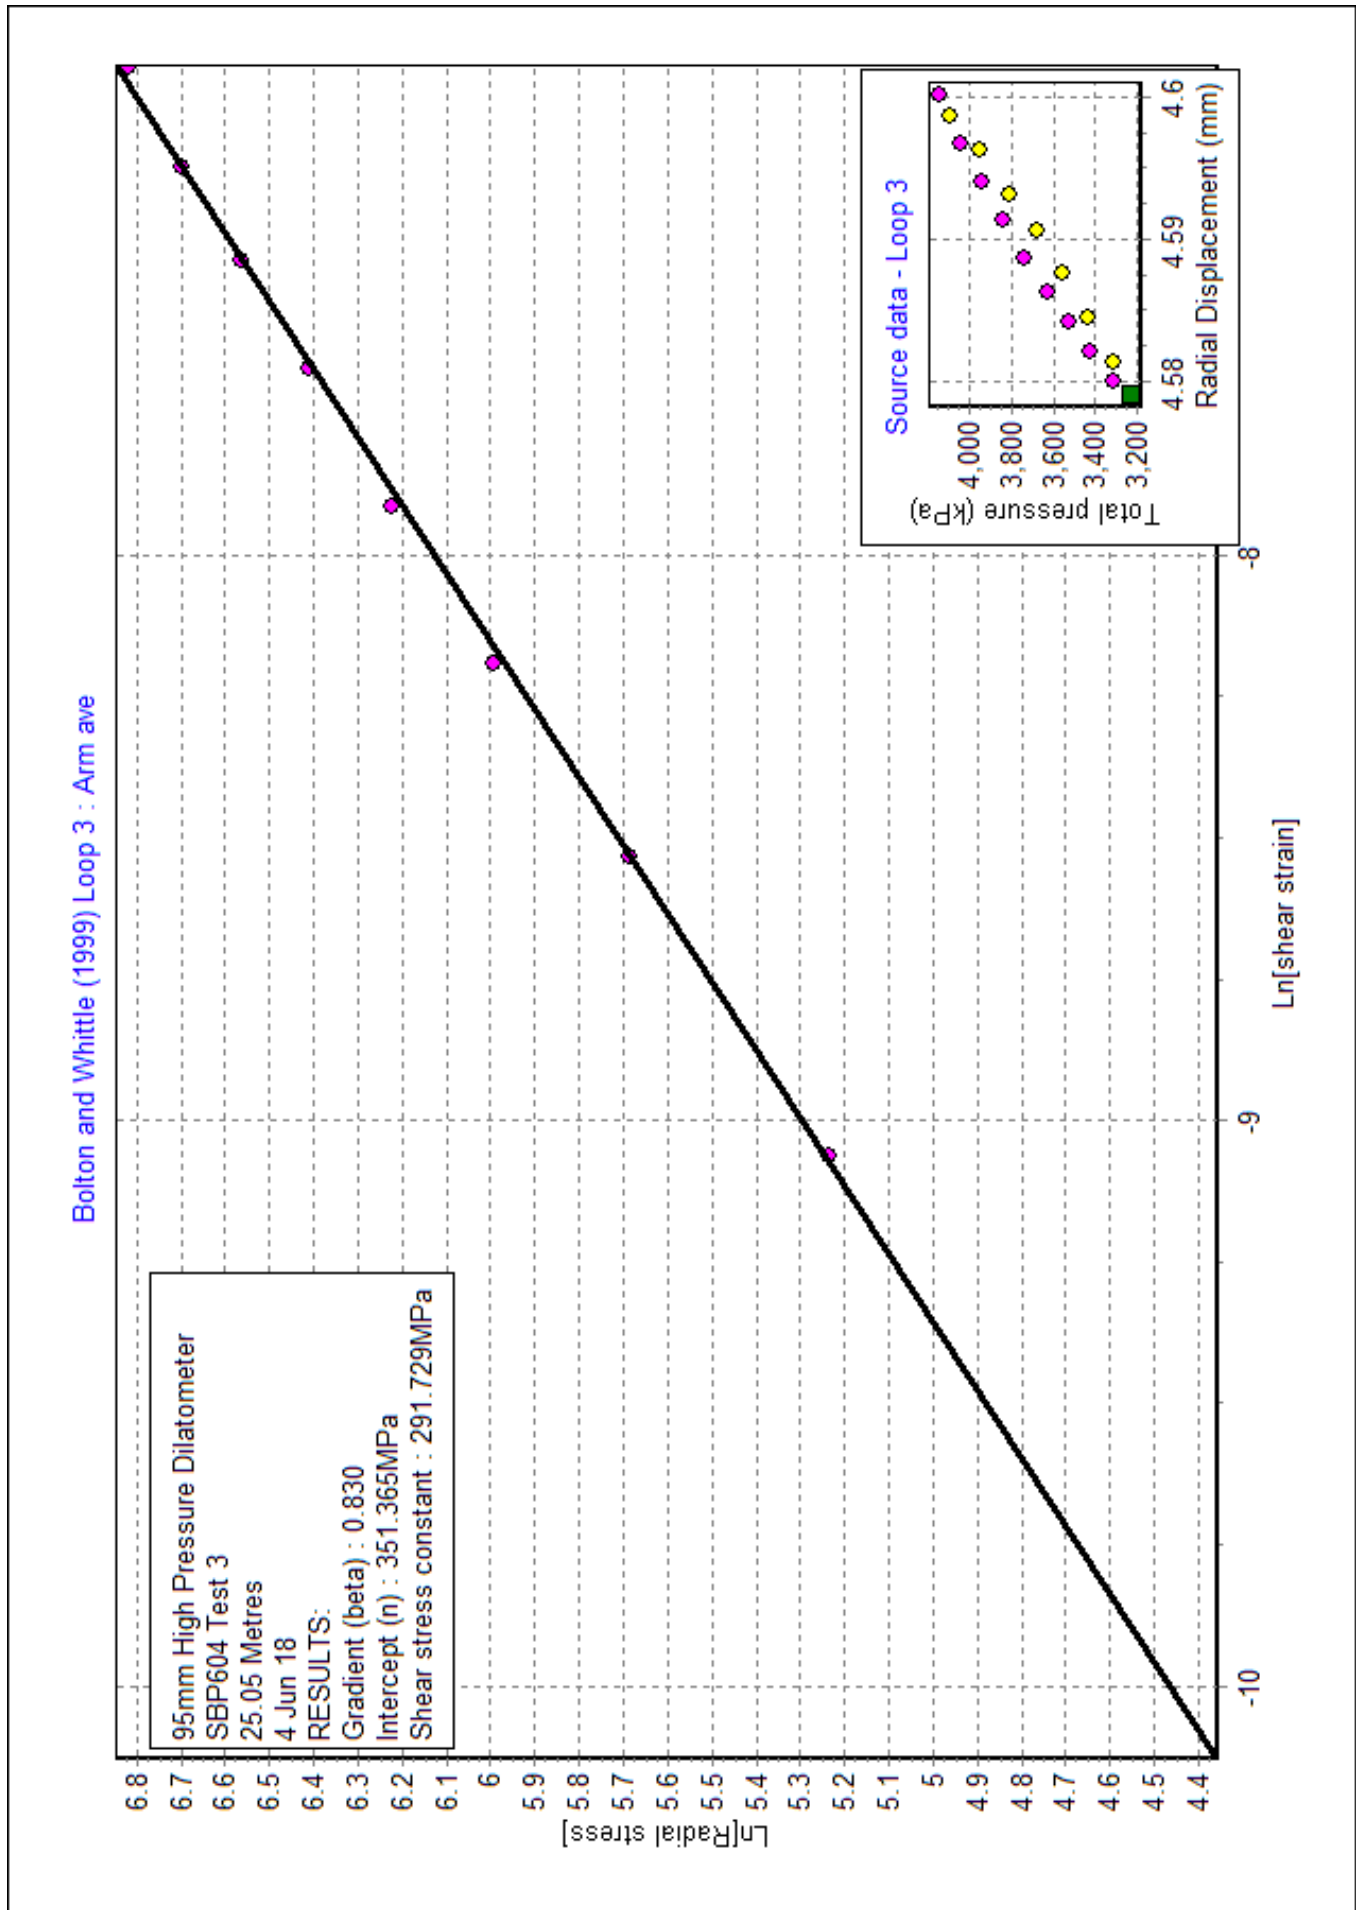 Bolton and Whittle (1999) Loop 3 : Arm ave
95mm High Pressure Dilatometer
SBP604 Test 3
25.05 Metres
4 Jun 18
RESULTS:
Gradient (beta) : 0.830
Intercept (n) : 351.365MPa
Shear stress constant : 291.729MPa
Ln[Radial stress]
6.8
6.7
6.6
6.5
6.4
6.3
6.2
6.1
6
5.9
5.8
5.7
5.6
5.5
5.4
5.3
5.2
5.1
5
4.9
4.8
4.7
4.6
4.5
4.4
-10
-9
-8
Ln[shear strain]
Source data - Loop 3
Total pressure (kPa)
4,000
3,800
3,600
3,400
3,200
4.58
4.59
4.6
Radial Displacement (mm)